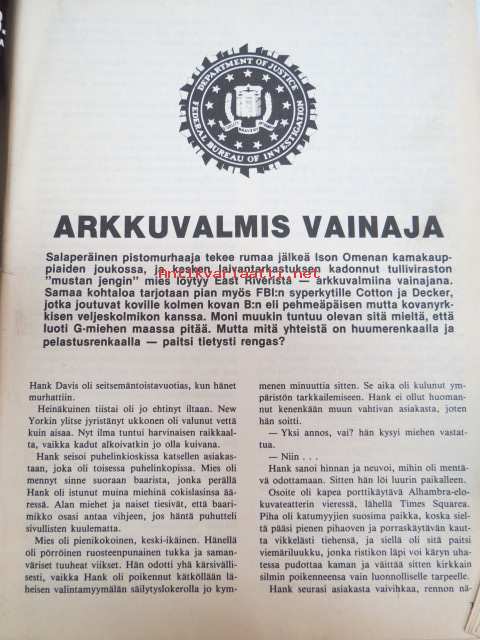 DEPARTMENT OF JUSTICE
FEDERAL BUREAU OF INVESTIGATION
ARKKUVALMIS VAINAJA
Salaperäinen pistomurhaaja tekee rumaa jälkeä Ison Omenan kamakaup-
piaiden joukossa, ja kesken laivantarkastuksen kadonnut tulliviraston
"mustan jengin" mies löytyy East Riveristä — arkkuvalmiina vainajana.
Samaa kohtaloa tarjotaan pian myös FBI:n syperkytille Cotton ja Decker,
jotka joutuvat koville kolmen kovan B:n eli pehmeäpäisen mutta kovanyrk-
kisen veljeskolmikon kanssa. Moni muukin tuntuu olevan sitä mieltä, että
luoti G-miehen maassa pitää. Mutta mitä yhteistä on huumerenkaalla ja
pelastusrenkaalla — paitsi tietysti rengas?
Antikvariaatti.net
Hank Davis oli seitsemäntoistavuotias, kun hänet
murhattiin.
Heinäkuinen tiistai oli jo ehtinyt iltaan. New
Yorkin ylitse jyristänyt ukkonen oli valunut vettä
kuin aisaa. Nyt ilma tuntui harvinaisen raikkaal-
ta, vaikka kadut alkoivatkin jo olla kuivana.
Hank seisoi puhelinkioskissa katsellen asiakas-
taan, joka oli toisessa puhelinkopissa. Mies oli
mennyt sinne suoraan baarista, jonka perällä
Hank oli istunut muina miehinä cokislasinsa ää-
ressä. Alan miehet ja naiset tiesivät, että baari-
mikko osasi antaa vihjeen, jos häntä puhutteli
sivullisten kuulematta.
Mies oli pienikokoinen, keski-ikäinen. Hänellä
oli pörröinen ruosteenpunainen tukka ja saman-
väriset tuuheat viikset. Hän odotti yhä kärsivälli-
sesti, vaikka Hank oli poikennut kätköllään lä-
heisen valintamyymälän säilytyslokerolla jo kym-
menen minuuttia sitten. Se aika oli kulunut ym-
päristön tarkkailemiseen. Hank ei ollut huoman-
nut kenenkään muun vahtivan asiakasta, joten
hän soitti.
— Yksi annos, vai? hän kysyi miehen vastat-
tua.
— Niin . . .
Hank sanoi hinnan ja neuvoi, mihin oli mentä-
vä odottamaan. Sitten hän löi luurin paikalleen.
Osoite oli kapea porttikäytävä Alhambra-elo-
kuvateatterin vieressä, lähellä Times Squarea.
Piha oli katumyyjien suosima paikka, koska siel-
tä pääsi pienen pihaoven ja porraskäytävän kaut-
ta vikkelästi tiehensä, ja siellä oli sitä paitsi
viemäriluukku, jonka ristikon läpi voi käryn uha-
tessa pudottaa kaman ja väittää sitten kirkkain
silmin poikenneensa vain luonnolliselle tarpeelle.
Hank seurasi asiakasta vaivihkaa, rennon nä-